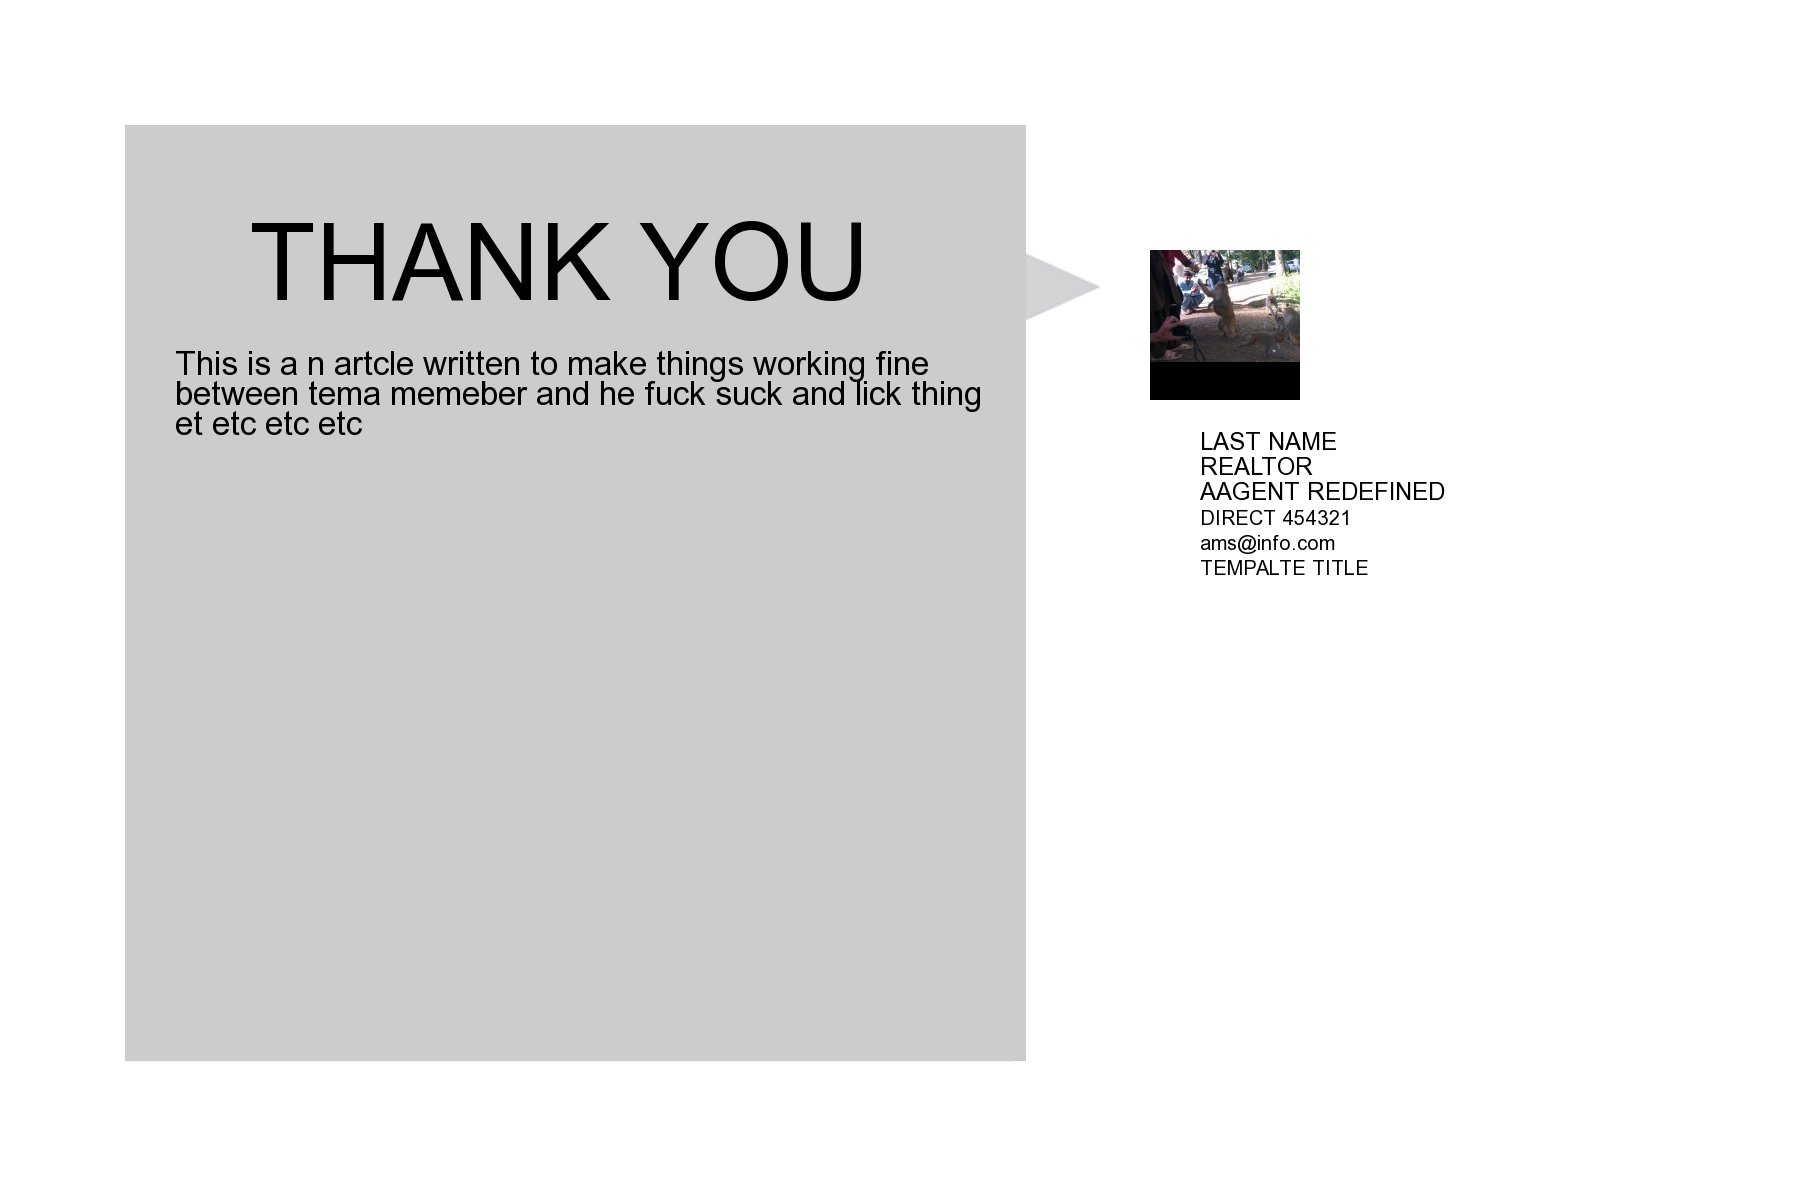 THANK YOU
This is a n artcle written to make things working fine
between tema memeber and he fuck suck and lick thing
et etc etc etc
LAST NAME
REALTOR
AAGENT REDEFINED
DIRECT 454321
ams@info.com
TEMPALTE TITLE